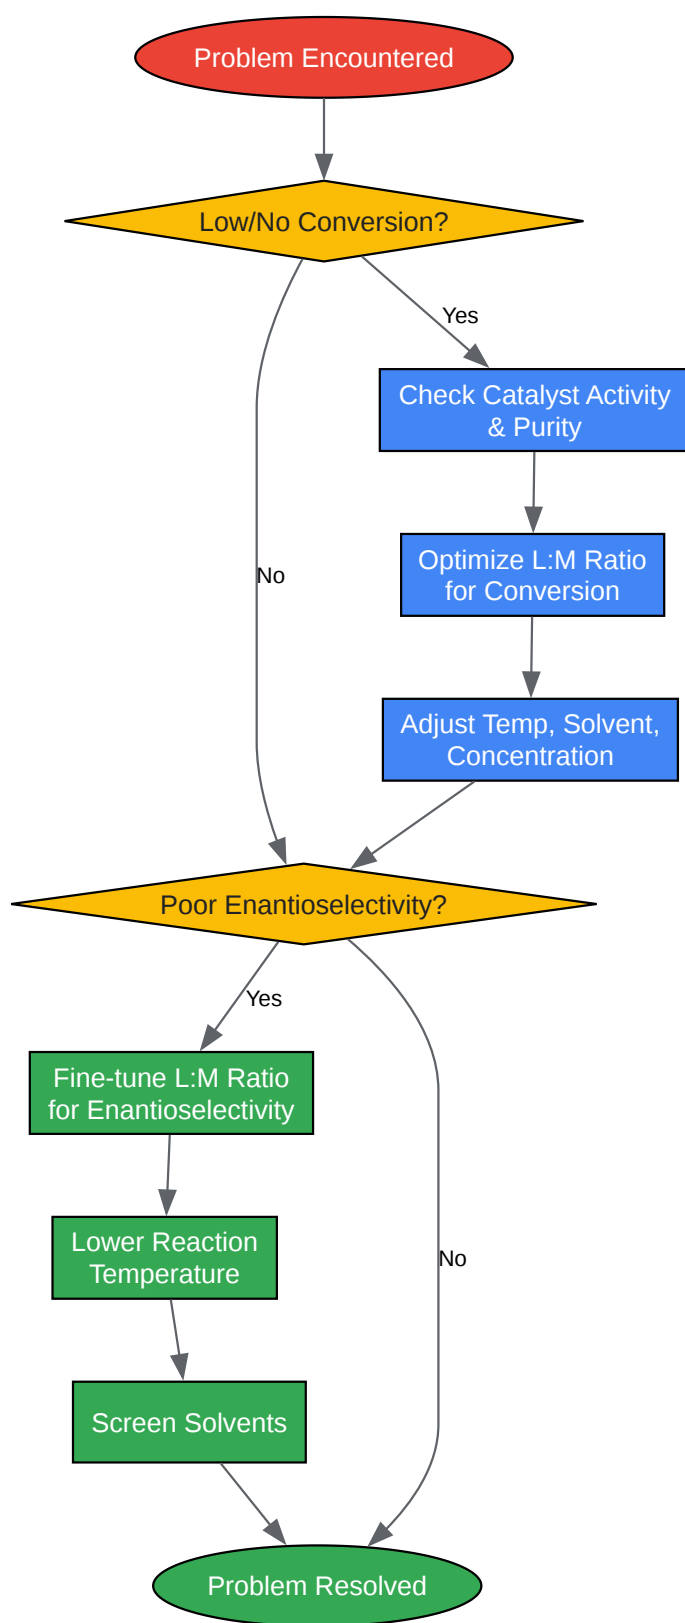 Problem Encountered
Low/No Conversion?
Yes
Check Catalyst Activity
& Purity
Optimize L:M Ratio
for Conversion
No
Adjust Temp, Solvent,
Concentration
Poor Enantioselectivity?
Yes
Fine-tune L:M Ratio
for Enantioselectivity
Lower Reaction
Temperature
No
Screen Solvents
Problem Resolved